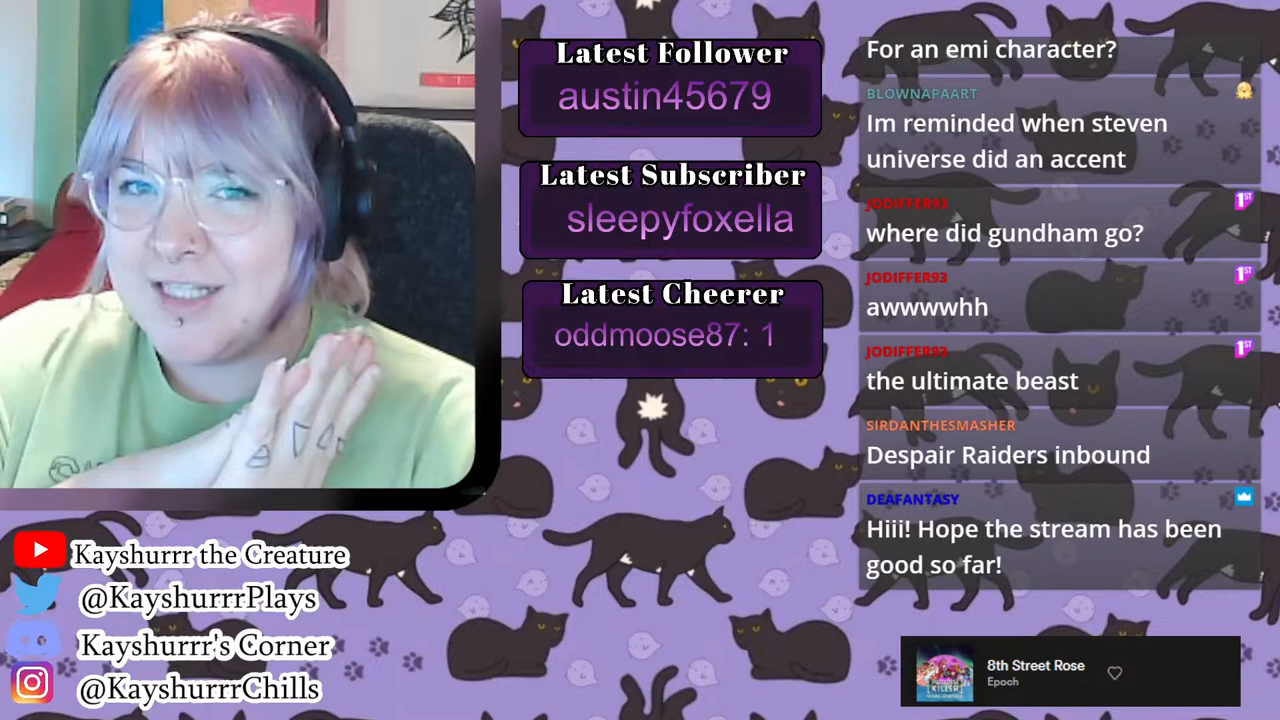 Latest Follower
austin45679
Latest Subscriber
sleepyfoxella
Latest Cheerer
oddmoose87: 1
Kayshurrr the Creature
@KayshurrrPlays
Kayshurrr's Corner
@KayshurrrChills
For an emi character?
BLOWNAPAART
Im reminded when steven
universe did an accent
JODIFFER93
where did gundham go?
JODIFFER93
awwwwhh
JODIFFER93
the ultimate beast
SIRDANTHESMASHER
Despair Raiders inbound
DEAFANTASY
Hiii! Hope the stream has been
good so far!
8th Street Rose
Epoch